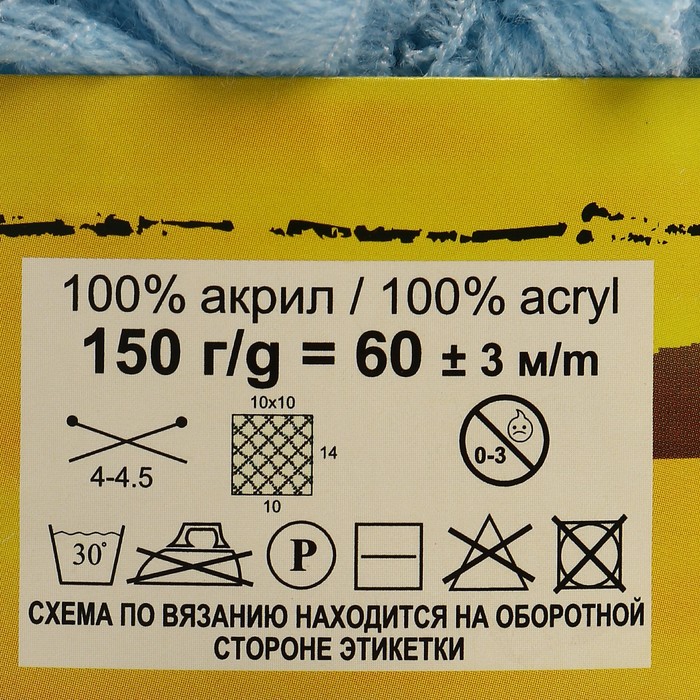 100% акрил / 100% acryl
150 г/g = 60 ± 3 м/m
10x10
14
0-3
4-4.5
10
30°
P
СХЕМА ПО ВЯЗАНИЮ НАХОДИТСЯ НА ОБОРОТНОЙ
СТОРОНЕ ЭТИКЕТКИ